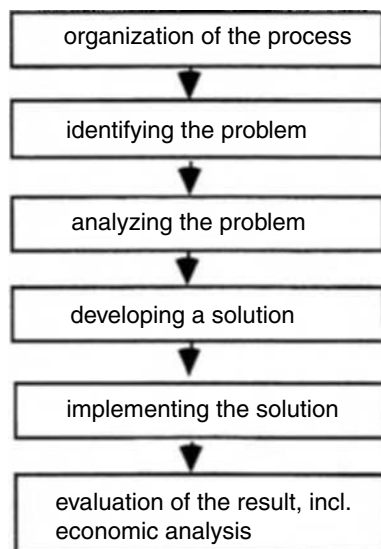 organization of the process
identifying the problem
analyzing the problem
developing a solution
implementing the solution
evaluation of the result, incl.
economic analysis